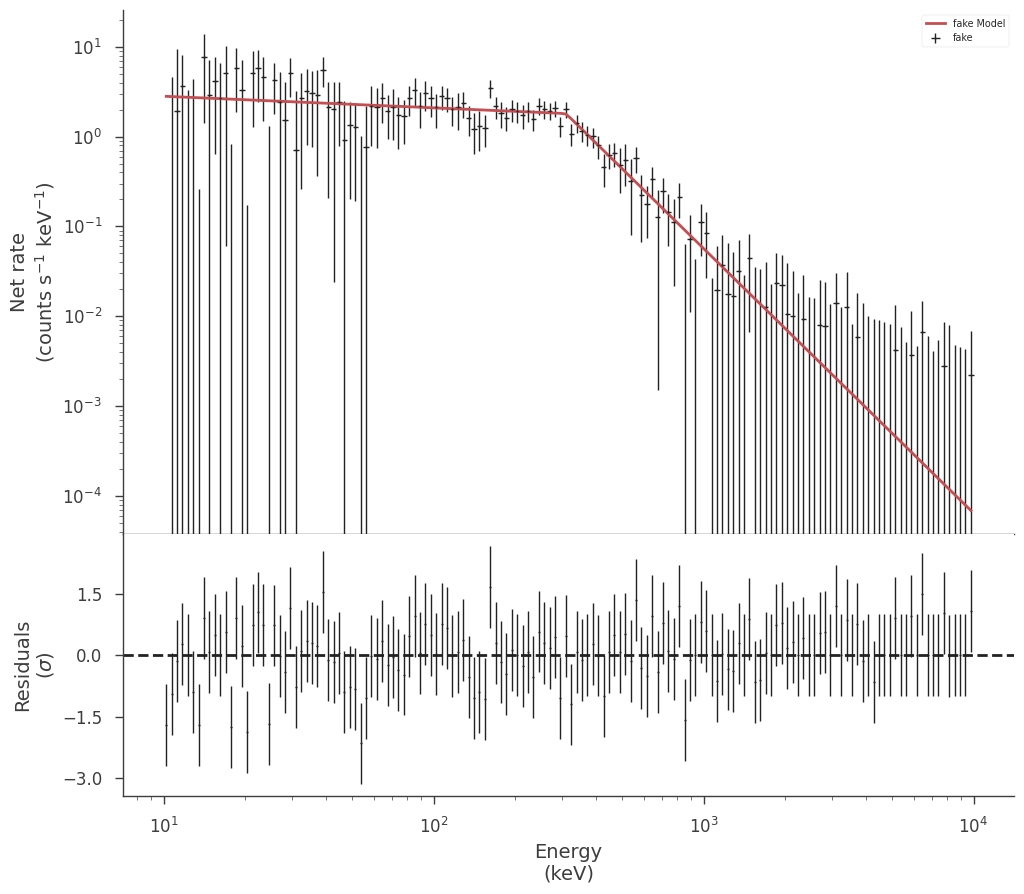 fake Model
fake
10¹
10⁰
10⁻¹
10⁻²
10⁻³
10⁻⁴
Net rate
(counts s⁻¹ keV⁻¹)
1.5
0.0
−1.5
−3.0
Residuals
(σ)
10¹ 10² 10³ 10⁴
Energy
(keV)